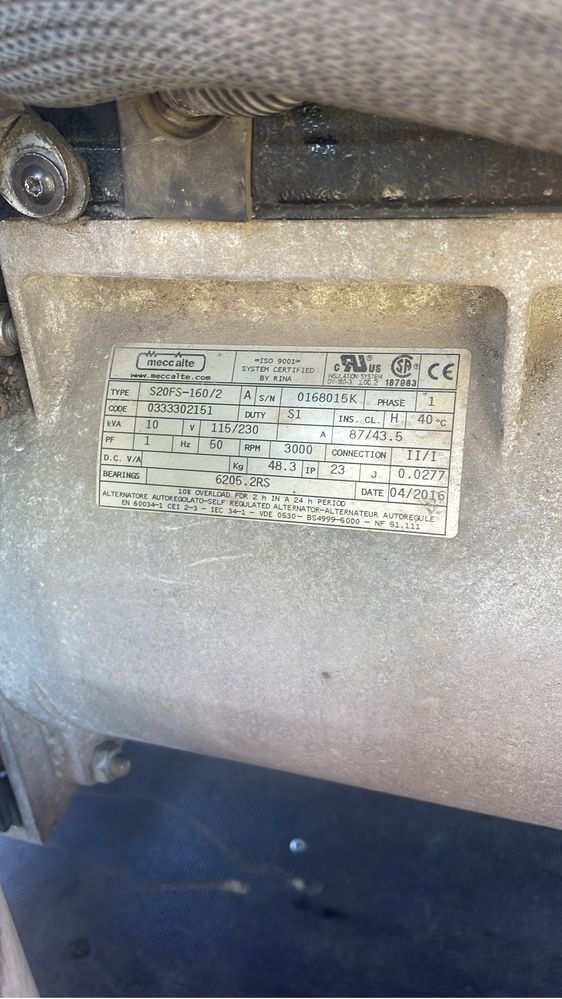 meccalte
www.meccalte.com
=ISO 9001=
SYSTEM CERTIFIED
BY RINA
C US
INSULATION SYSTEM
187983
CE
TYPE S20FS-160/2 A S/N 0168015K PHASE 1
CODE 0333302151 DUTY S1 INS. CL. H 40 °C
kVA 10 V 115/230 A 87/43.5
PF 1 Hz 50 RPM 3000 CONNECTION II/I
D.C. V/A Kg 48.3 IP 23 J 0.0277
BEARINGS 6205.2RS DATE 04/2016
10% OVERLOAD FOR 2 h IN A 24 h PERIOD
ALTERNATORE AUTOREGOLATO-SELF REGULATED ALTERNATOR-ALTERNATEUR AUTOREGULE
EN 60034-1 CEI 2-3 - IEC 34-1 - VDE 0530- BS4999-5000 - NF 51.111